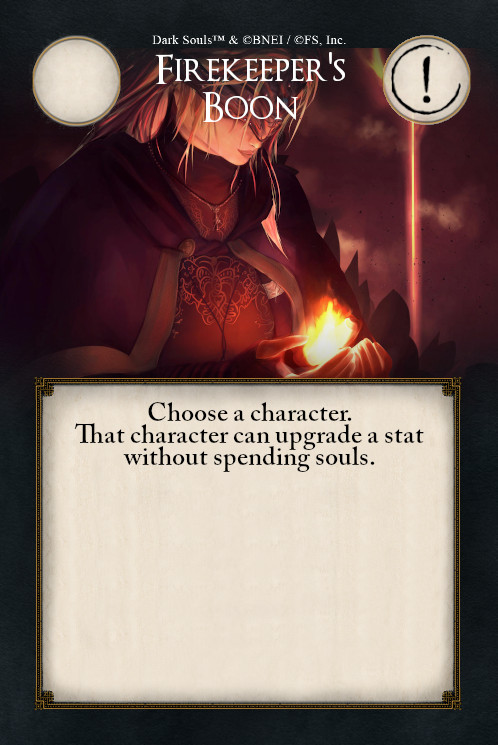 Dark Souls™ & ©BNEI / ©FS, Inc.
Firekeeper's
Boon
!
Choose a character.
That character can upgrade a stat
without spending souls.